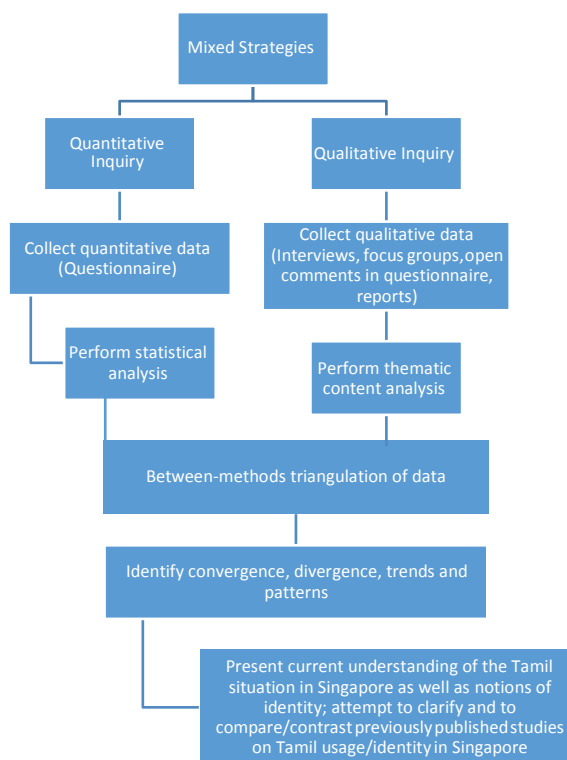 Mixed Strategies
Quantitative
Inquiry
Qualitative Inquiry
Collect quantitative data
(Questionnaire)
Collect qualitative data
(Interviews, focus groups,open
comments in questionnaire,
reports)
Perform statistical
analysis
Perform thematic
content analysis
Between-methods triangulation of data
Identify convergence, divergence, trends and
patterns
Present current understanding of the Tamil
situation in Singapore as well as notions of
identity; attempt to clarify and to
compare/contrast previously published studies
on Tamil usage/identity in Singapore